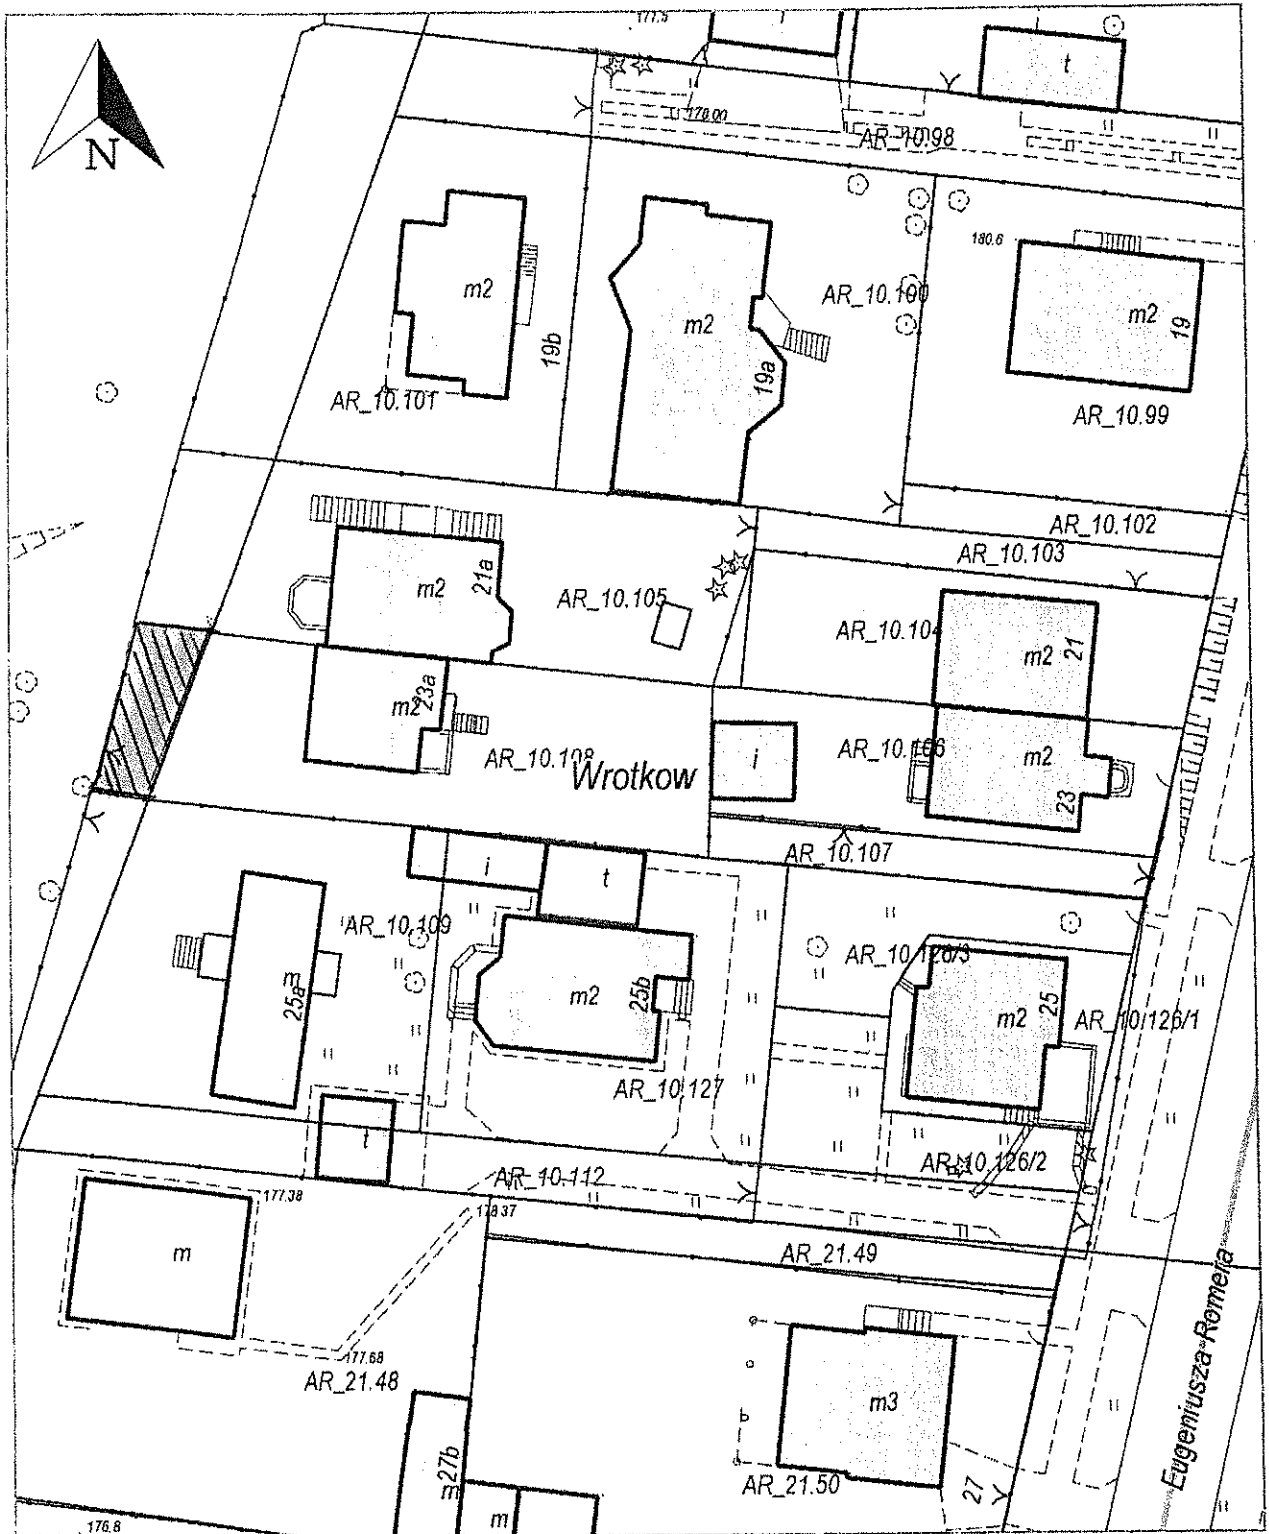 177.5
i
t
N
178.00
AR_10.98
180.6
m2
19b
AR_10.101
m2
19a
AR_10.100
m2
19
AR_10.99
AR_10.102
AR_10.103
m2
21a
AR_10.105
AR_10.104
m2
21
m2
23a
AR_10.108
Wrotkow
i
AR_10.106
m2
23
AR_10.107
i
t
AR_10.109
m
25a
m2
25b
AR_10.127
AR_10.126/3
m2
25
AR_10.126/1
AR_10.126/2
t
AR_10.112
177.38
178.37
m
AR_21.49
177.68
AR_21.48
m3
AR_21.50
27
Eugeniusza Romera
27b
m
m
176.8